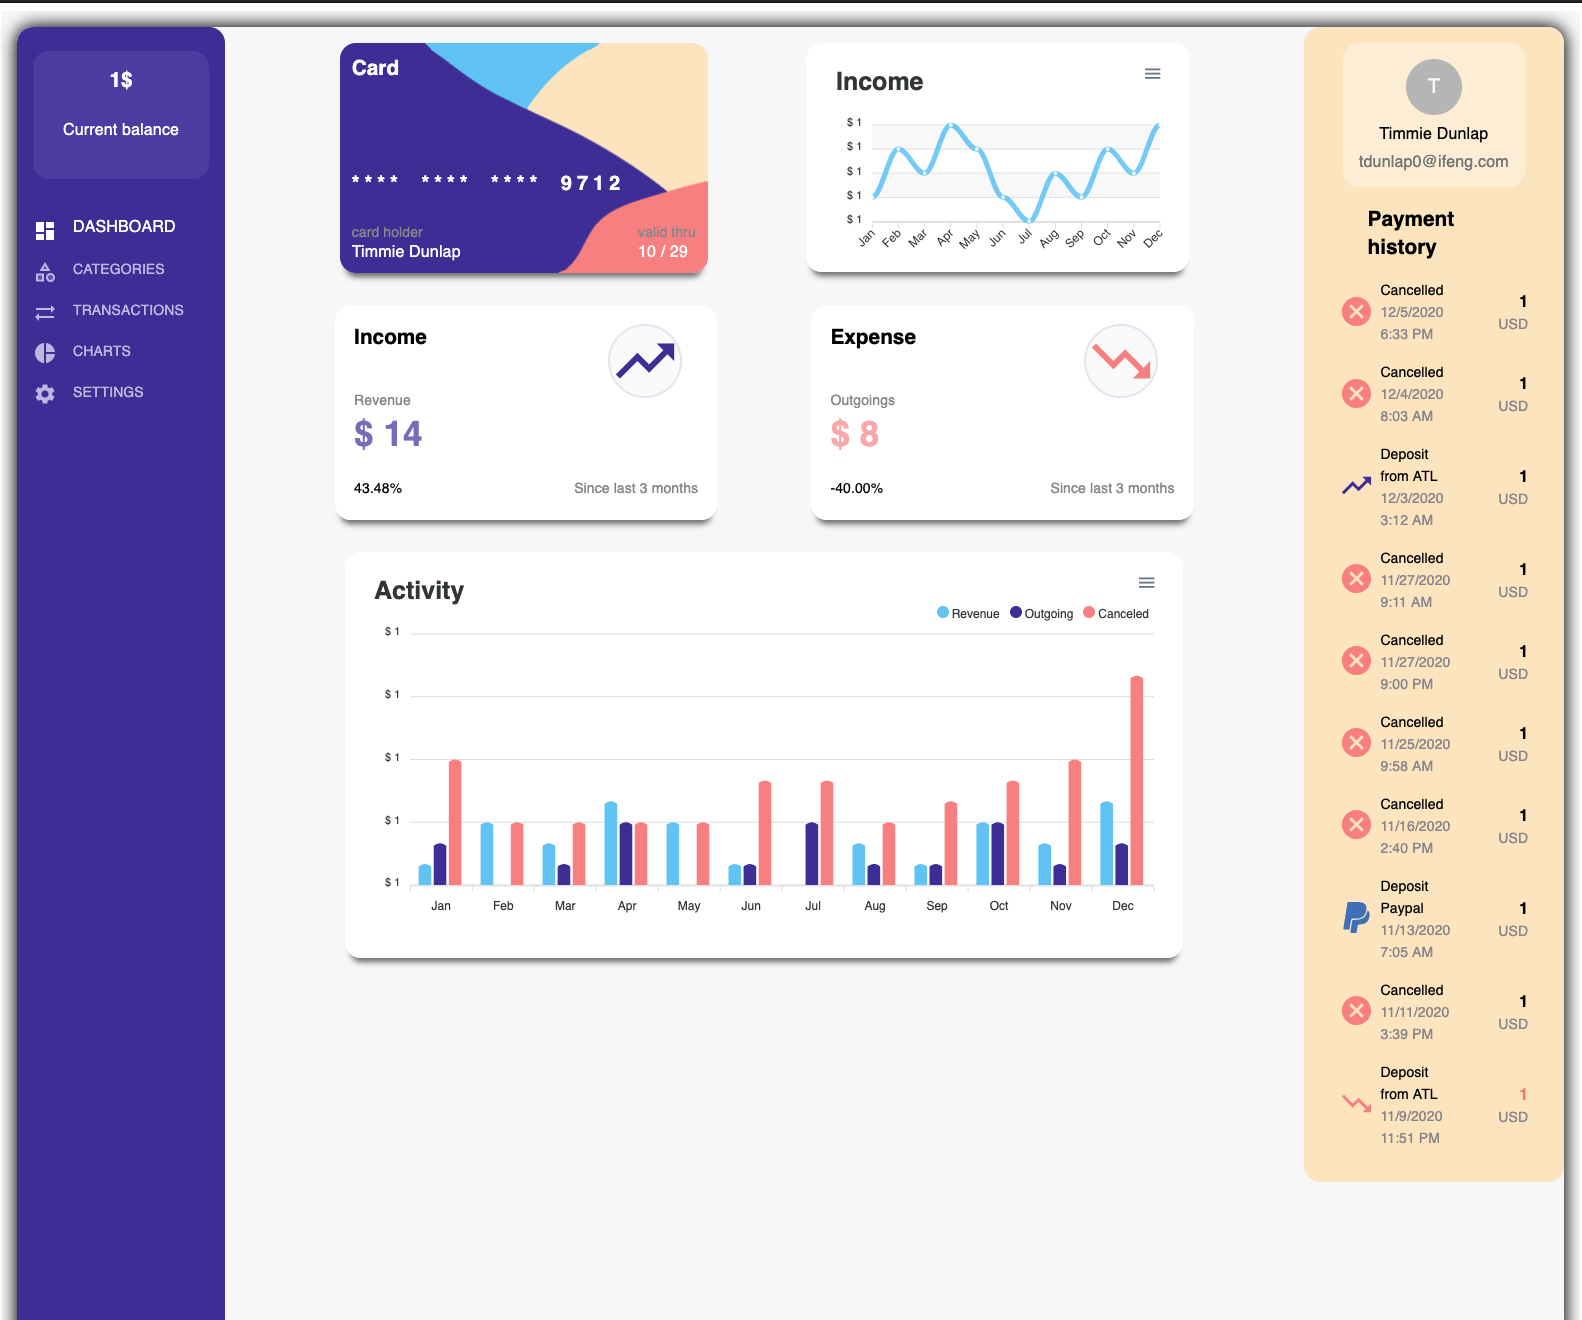 1$
Current balance
DASHBOARD
CATEGORIES
TRANSACTIONS
CHARTS
SETTINGS
Card
**** **** **** 9712
card holder
valid thru
Timmie Dunlap
10 / 29
Income
$ 1
$ 1
$ 1
$ 1
$ 1
Jan Feb Mar Apr May Jun Jul Aug Sep Oct Nov Dec
Income
Revenue
$ 14
43.48%
Since last 3 months
Expense
Outgoings
$ 8
-40.00%
Since last 3 months
Activity
Revenue Outgoing Canceled
$ 1
$ 1
$ 1
$ 1
$ 1
Jan Feb Mar Apr May Jun Jul Aug Sep Oct Nov Dec
T
Timmie Dunlap
tdunlap0@ifeng.com
Payment
history
Cancelled
12/5/2020
6:33 PM
1
USD
Cancelled
12/4/2020
8:03 AM
1
USD
Deposit
from ATL
12/3/2020
3:12 AM
1
USD
Cancelled
11/27/2020
9:11 AM
1
USD
Cancelled
11/27/2020
9:00 PM
1
USD
Cancelled
11/25/2020
9:58 AM
1
USD
Cancelled
11/16/2020
2:40 PM
1
USD
Deposit
Paypal
11/13/2020
7:05 AM
1
USD
Cancelled
11/11/2020
3:39 PM
1
USD
Deposit
from ATL
11/9/2020
11:51 PM
1
USD